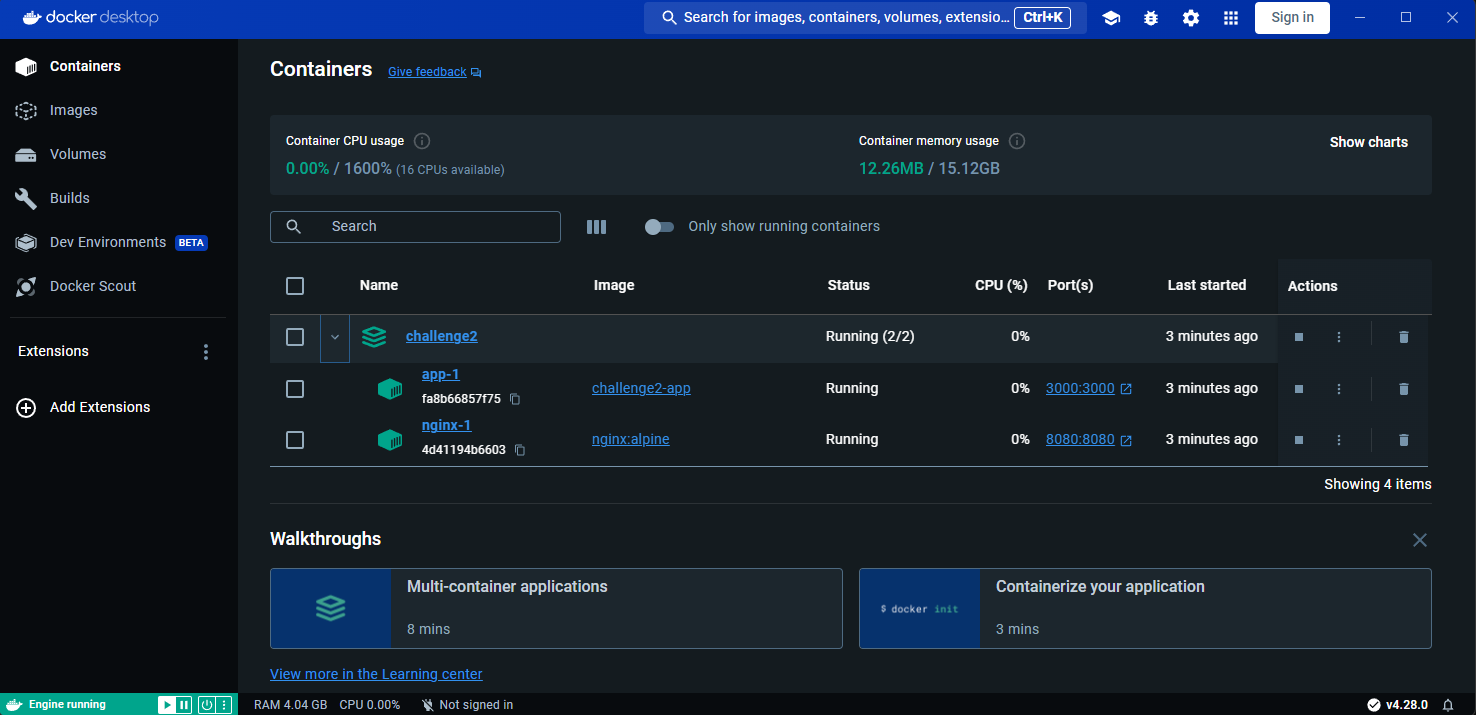 docker desktop
Search for images, containers, volumes, extensio... Ctrl+K
Sign in
Containers
Images
Volumes
Builds
Dev Environments BETA
Docker Scout
Extensions
Add Extensions
Containers Give feedback
Container CPU usage
0.00% / 1600% (16 CPUs available)
Container memory usage
12.26MB / 15.12GB
Show charts
Search
Only show running containers
Name Image Status CPU (%) Port(s) Last started Actions
challenge2 Running (2/2) 0% 3 minutes ago
app-1
fa8b66857f75
challenge2-app Running 0% 3000:3000 3 minutes ago
nginx-1
4d41194b6603
nginx:alpine Running 0% 8080:8080 3 minutes ago
Showing 4 items
Walkthroughs
Multi-container applications
8 mins
$ docker init
Containerize your application
3 mins
View more in the Learning center
Engine running
RAM 4.04 GB CPU 0.00% Not signed in
v4.28.0